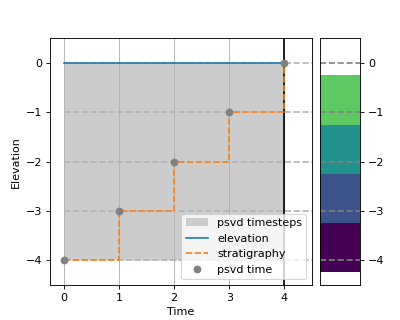 0
−1
−2
−3
−4
0
−1
−2
−3
−4
Elevation
psvd timesteps
elevation
stratigraphy
psvd time
0
1
2
3
4
Time